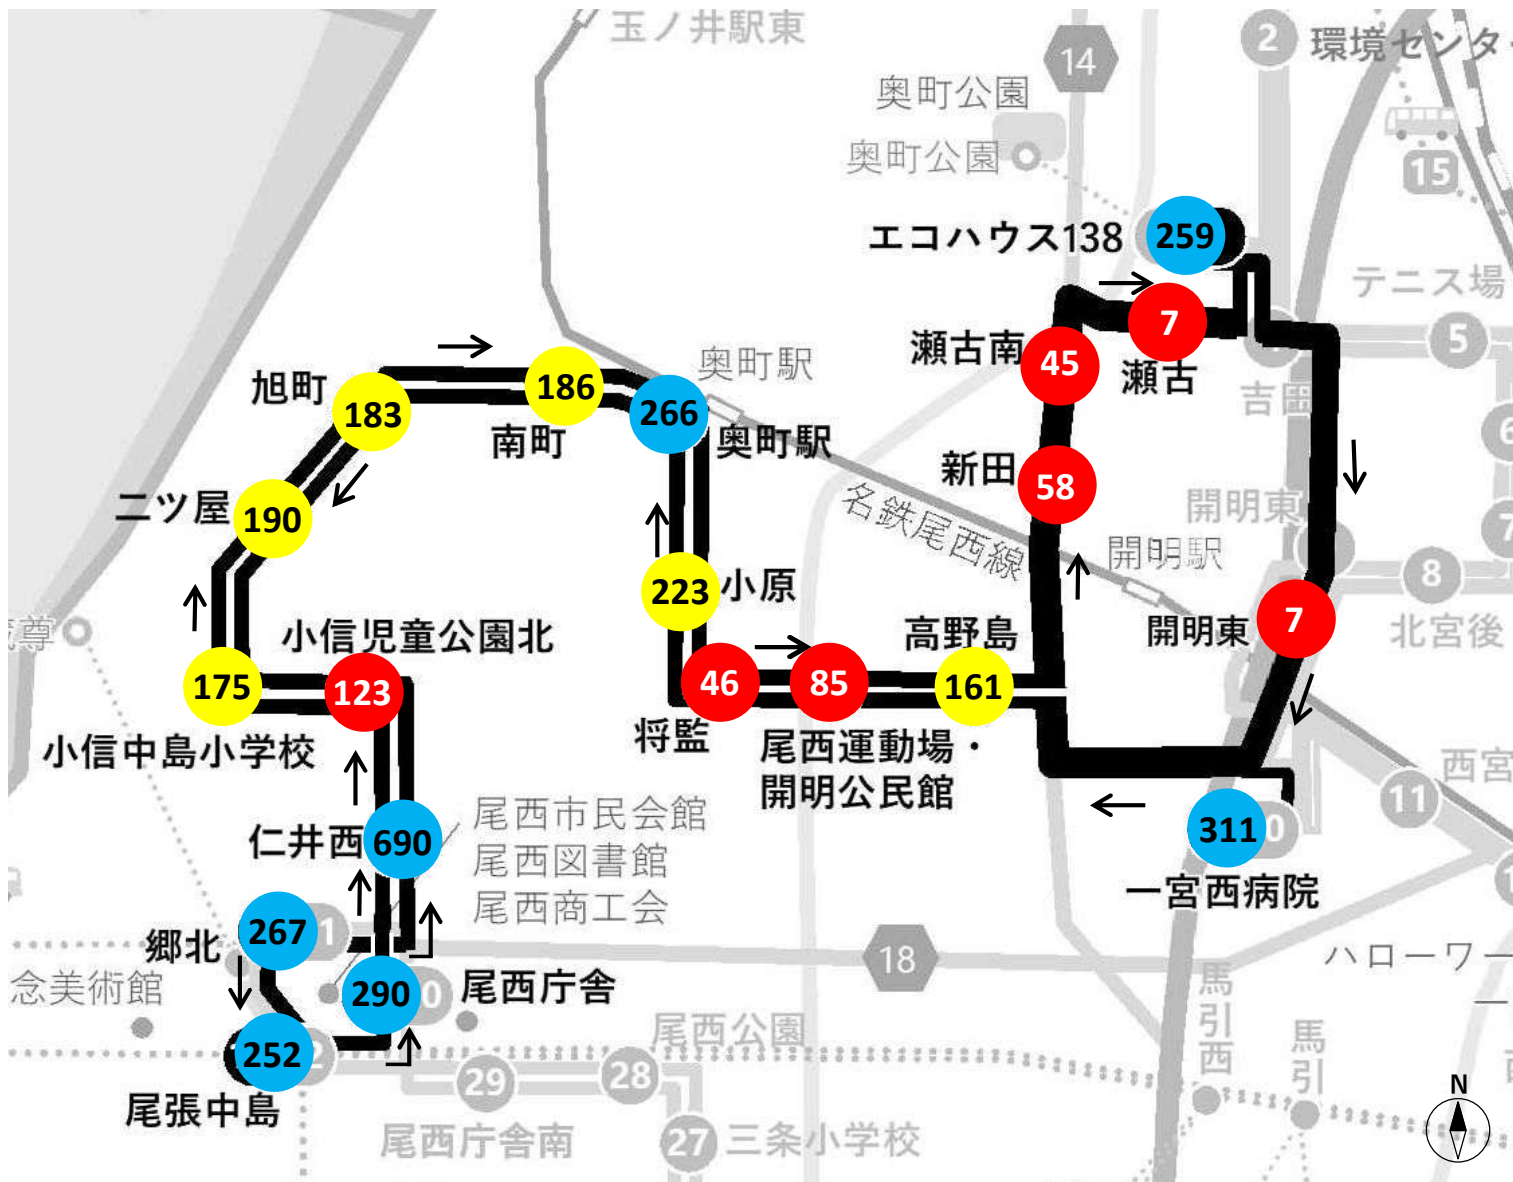 玉ノ井駅東
2
環境センター
14
奥町公園
奥町公園
15
エコハウス138
259
テニス場
7
瀬古南
45
瀬古
5
吉田
奥町駅
旭町
183
186
266
南町
奥町駅
6
新田
58
名鉄尾西線
開明東
7
二ツ屋
190
開明駅
8
223
小原
小信児童公園北
高野島
開明東
7
北宮後
蔵尊
175
123
46
85
161
小信中島小学校
将監
尾西運動場・
開明公民館
西宮
11
仁井西
690
尾西市民会館
尾西図書館
尾西商工会
311
0
一宮西病院
267
1
郷北
18
ハローワー
念美術館
290
0
尾西庁舎
馬引西
尾西公園
馬引
252
2
尾張中島
29
28
N
尾西庁舎南
27
三条小学校